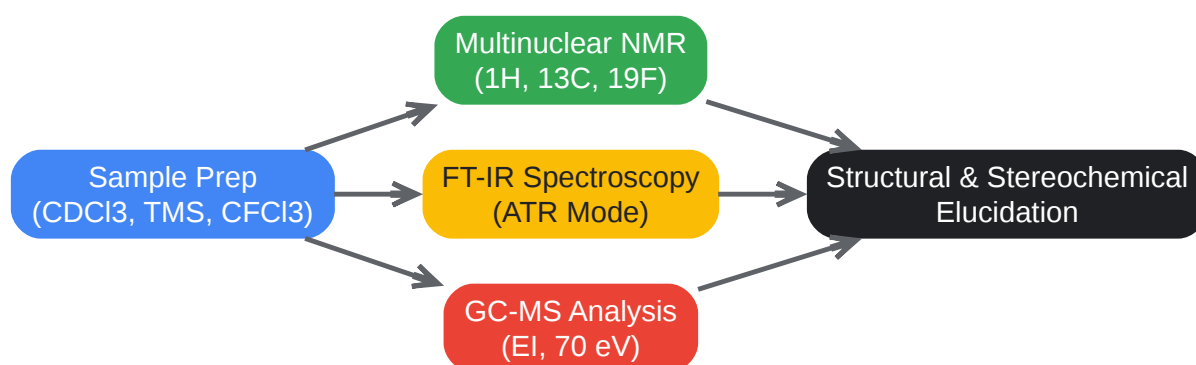 Multinuclear NMR
(1H, 13C, 19F)
Sample Prep
(CDCl3, TMS, CFCl3)
FT-IR Spectroscopy
(ATR Mode)
Structural & Stereochemical
Elucidation
GC-MS Analysis
(EI, 70 eV)